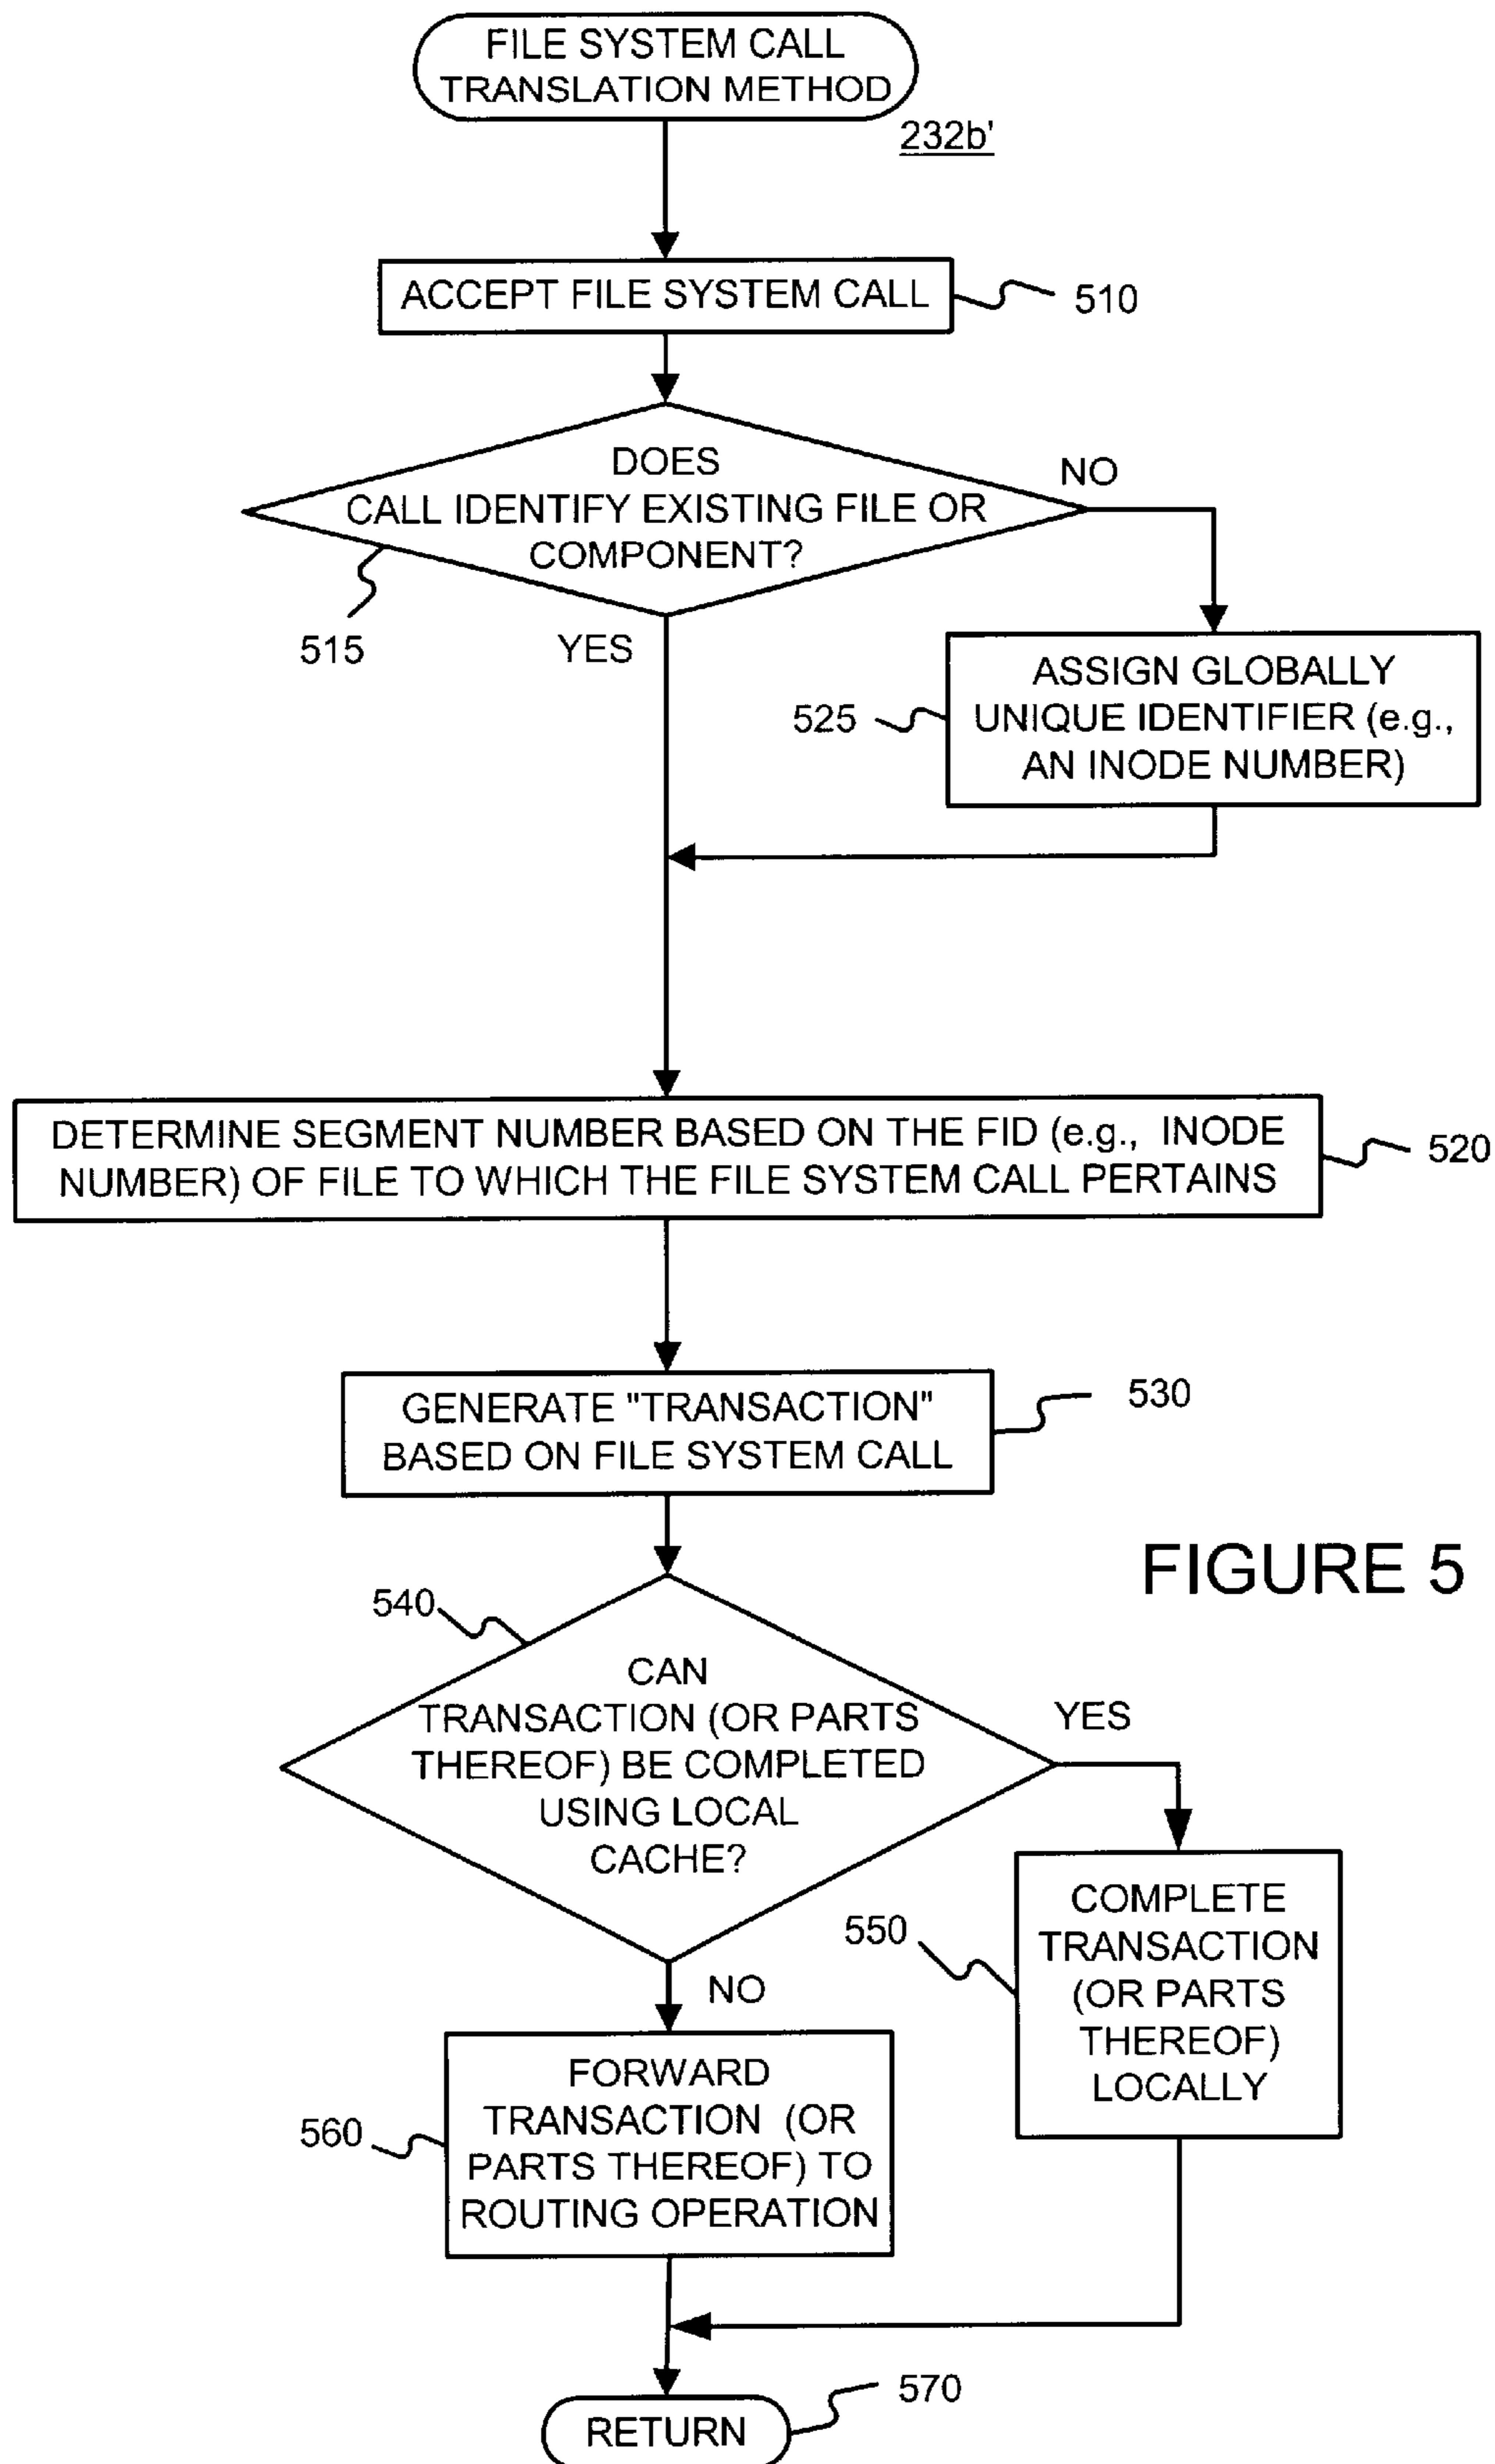 FILE SYSTEM CALL
TRANSLATION METHOD
232b'
ACCEPT FILE SYSTEM CALL
510
DOES
CALL IDENTIFY EXISTING FILE OR
COMPONENT?
NO
515
YES
ASSIGN GLOBALLY
UNIQUE IDENTIFIER (e.g.,
AN INODE NUMBER)
525
DETERMINE SEGMENT NUMBER BASED ON THE FID (e.g., INODE
NUMBER) OF FILE TO WHICH THE FILE SYSTEM CALL PERTAINS
520
GENERATE "TRANSACTION"
BASED ON FILE SYSTEM CALL
530
FIGURE 5
540
CAN
TRANSACTION (OR PARTS
THEREOF) BE COMPLETED
USING LOCAL
CACHE?
YES
COMPLETE
TRANSACTION
(OR PARTS
THEREOF)
LOCALLY
550
NO
FORWARD
TRANSACTION (OR
PARTS THEREOF) TO
ROUTING OPERATION
560
RETURN
570